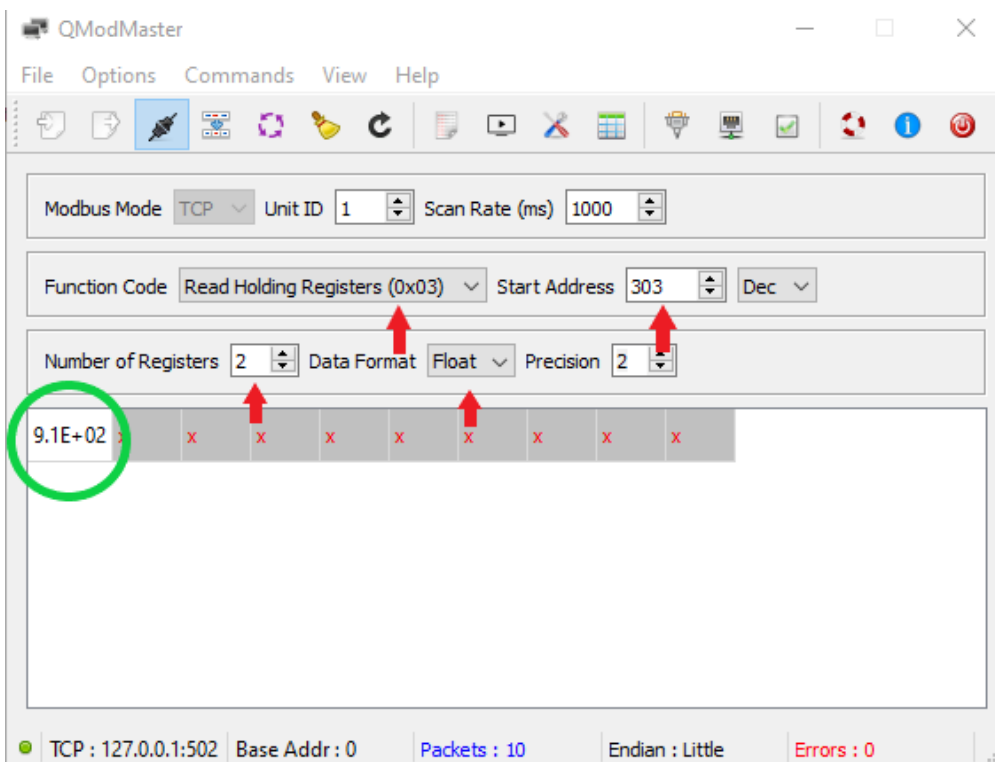 QModMaster
File Options Commands View Help
Modbus Mode TCP Unit ID 1 Scan Rate (ms) 1000
Function Code Read Holding Registers (0x03) Start Address 303 Dec
Number of Registers 2 Data Format Float Precision 2
9.1E+02 x x x x x x x x x
TCP : 127.0.0.1:502 Base Addr : 0 Packets : 10 Endian : Little Errors : 0